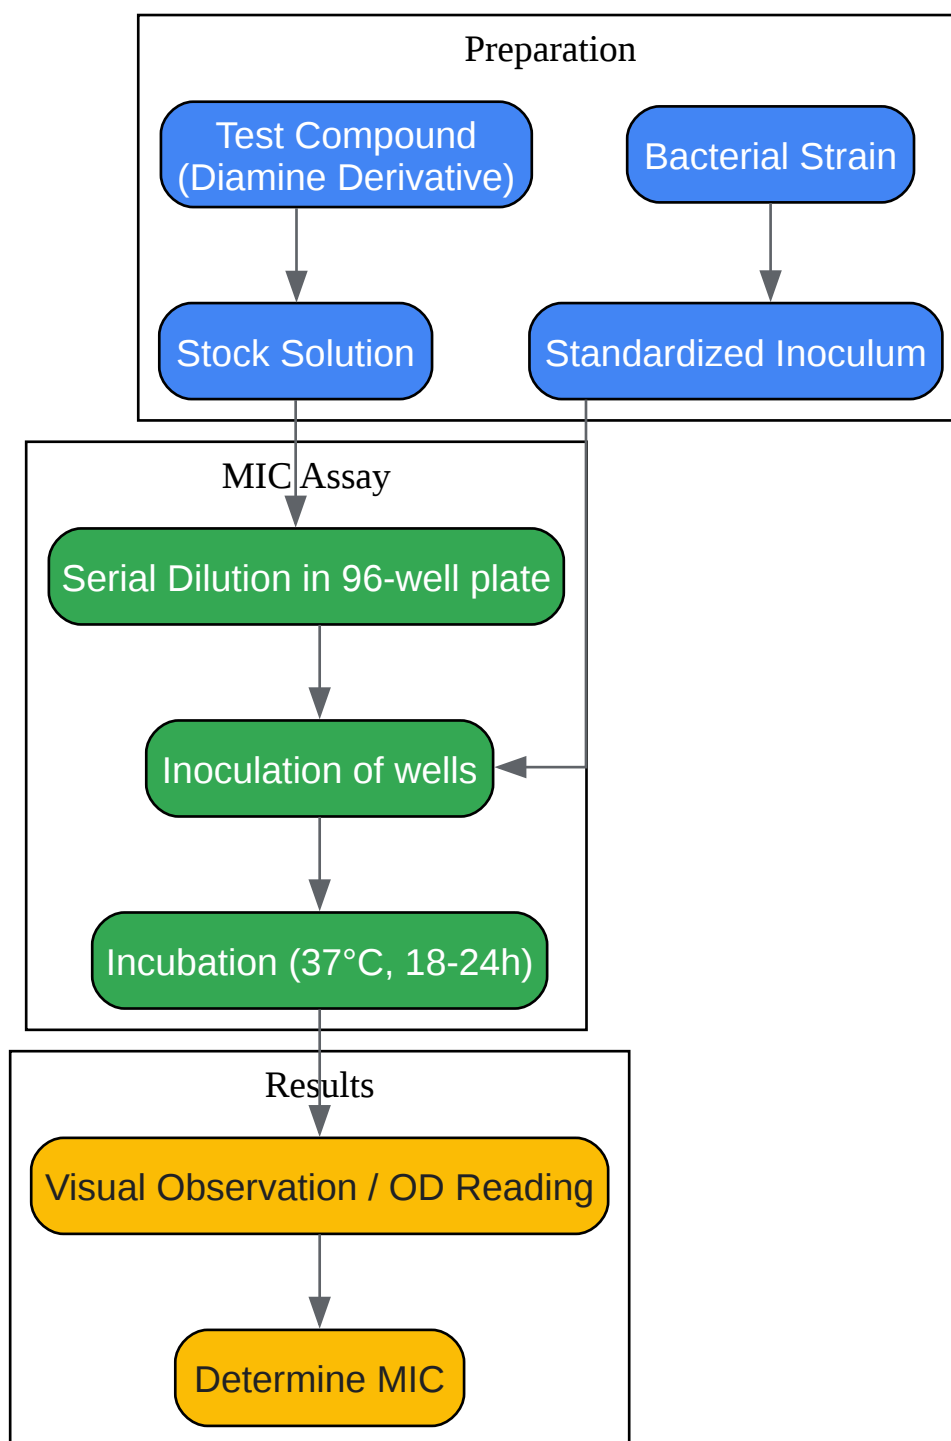 Preparation
Test Compound
(Diamine Derivative)
Bacterial Strain
Stock Solution
Standardized Inoculum
MIC Assay
Serial Dilution in 96-well plate
Inoculation of wells
Incubation (37°C, 18-24h)
Results
Visual Observation / OD Reading
Determine MIC